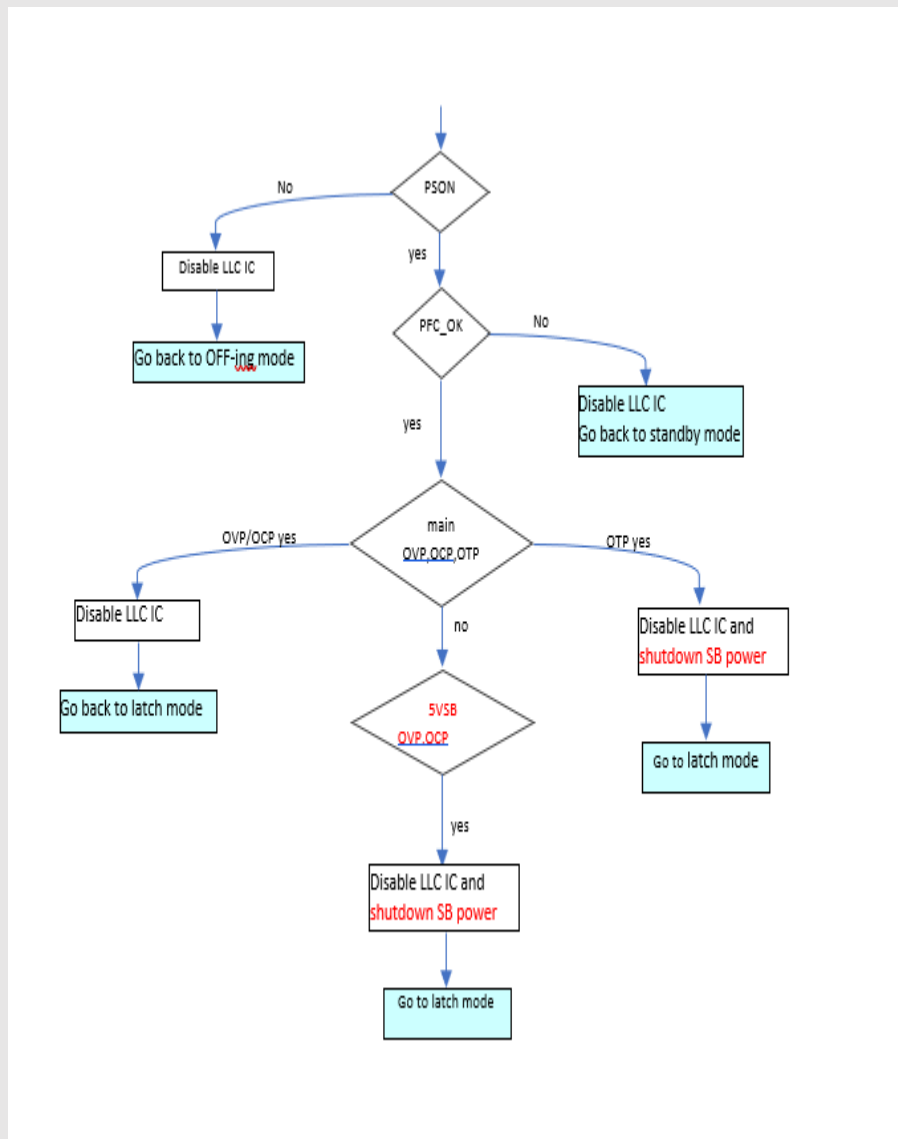 PSON
No
yes
Disable LLC IC
Go back to OFF-ing mode
PFC_OK
No
Disable LLC IC
Go back to standby mode
yes
main
OVP,OCP,OTP
OVP/OCP yes
OTP yes
Disable LLC IC
Go back to latch mode
no
Disable LLC IC and
shutdown SB power
Go to latch mode
5VSB
OVP,OCP
yes
Disable LLC IC and
shutdown SB power
Go to latch mode